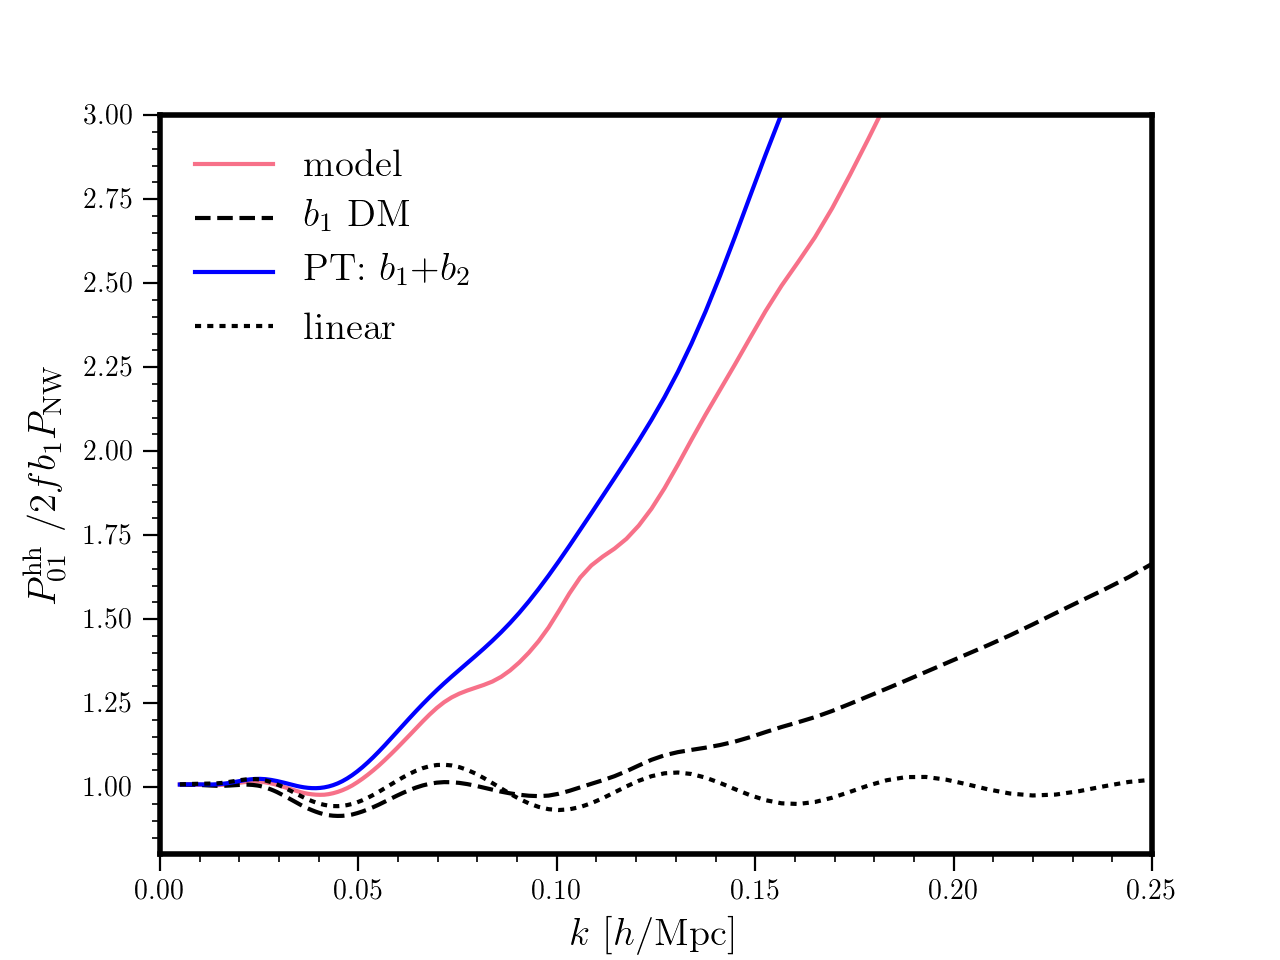 3.00
2.75
2.50
2.25
2.00
1.75
1.50
1.25
1.00
model
b₁ DM
PT: b₁+b₂
linear
P₀₁ʰʰ /2fb₁P_NW
0.00 0.05 0.10 0.15 0.20 0.25
k [h/Mpc]